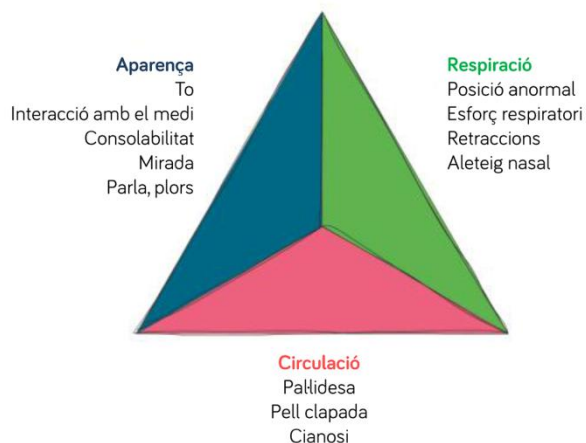 Aparença
To
Interacció amb el medi
Consolabilitat
Mirada
Parla, plors
Respiració
Posició anormal
Esforç respiratori
Retraccions
Aleteig nasal
Circulació
Pal·lidesa
Pell clapada
Cianosi